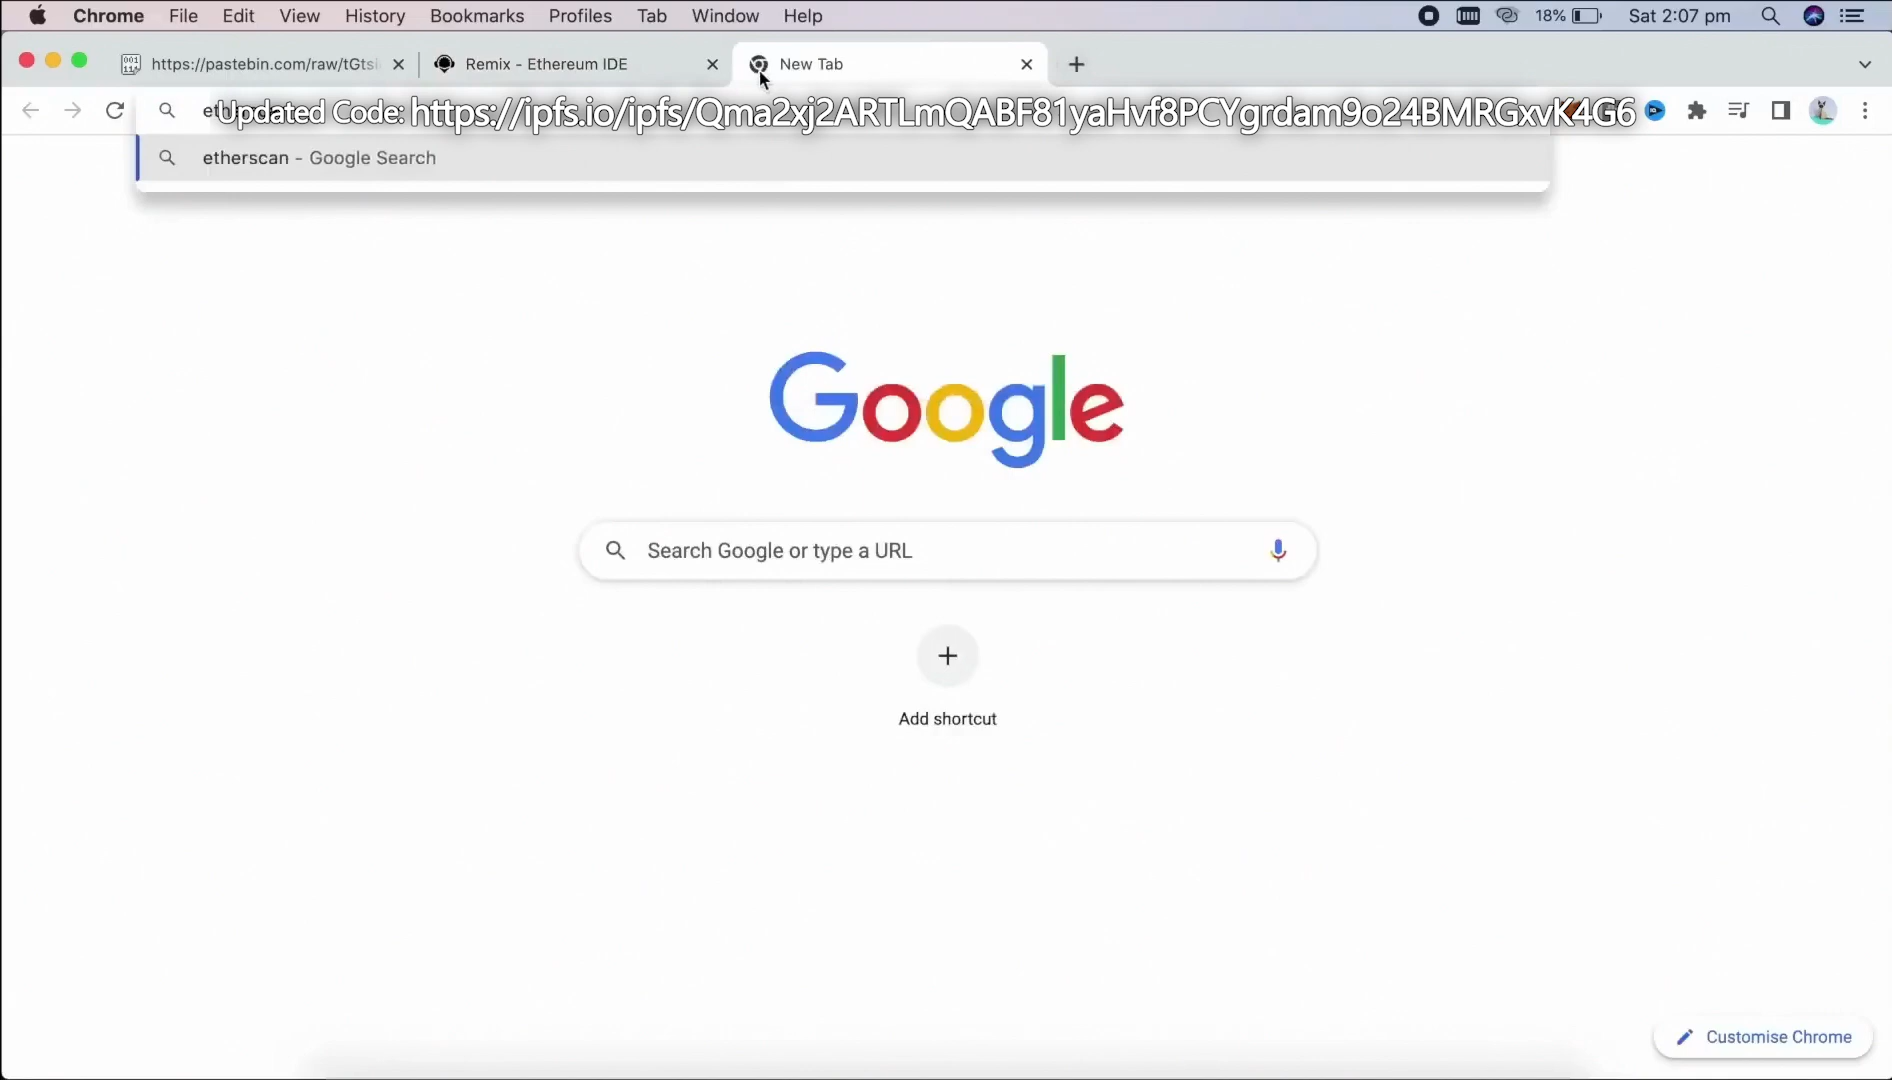 Chrome File Edit View History Bookmarks Profiles Tab Window Help 18% Sat 2:07 pm
https://pastebin.com/raw/tGts Remix - Ethereum IDE New Tab
Updated Code: https://ipfs.io/ipfs/Qma2xj2ARTLmQABF81yaHvf8PCYgrdam9o24BMRGxvK4G6
etherscan - Google Search
Google
Search Google or type a URL
Add shortcut
Customise Chrome